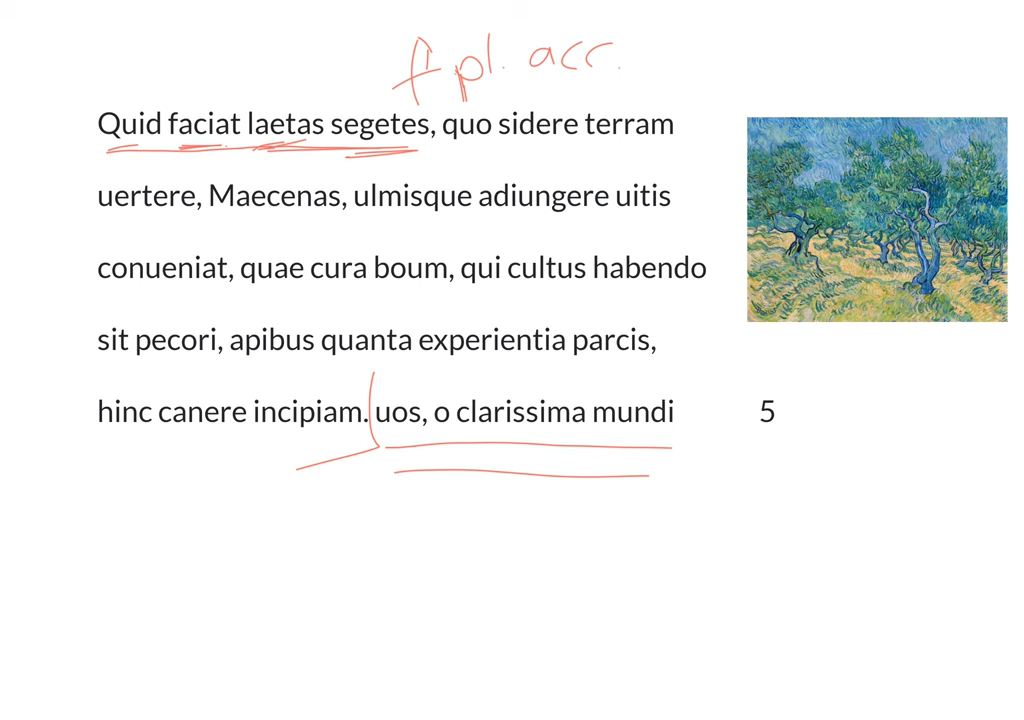 f pl. acc.
Quid faciat laetas segetes, quo sidere terram
uertere, Maecenas, ulmisque adiungere uitis
conueniat, quae cura boum, qui cultus habendo
sit pecori, apibus quanta experientia parcis,
hinc canere incipiam. uos, o clarissima mundi 5